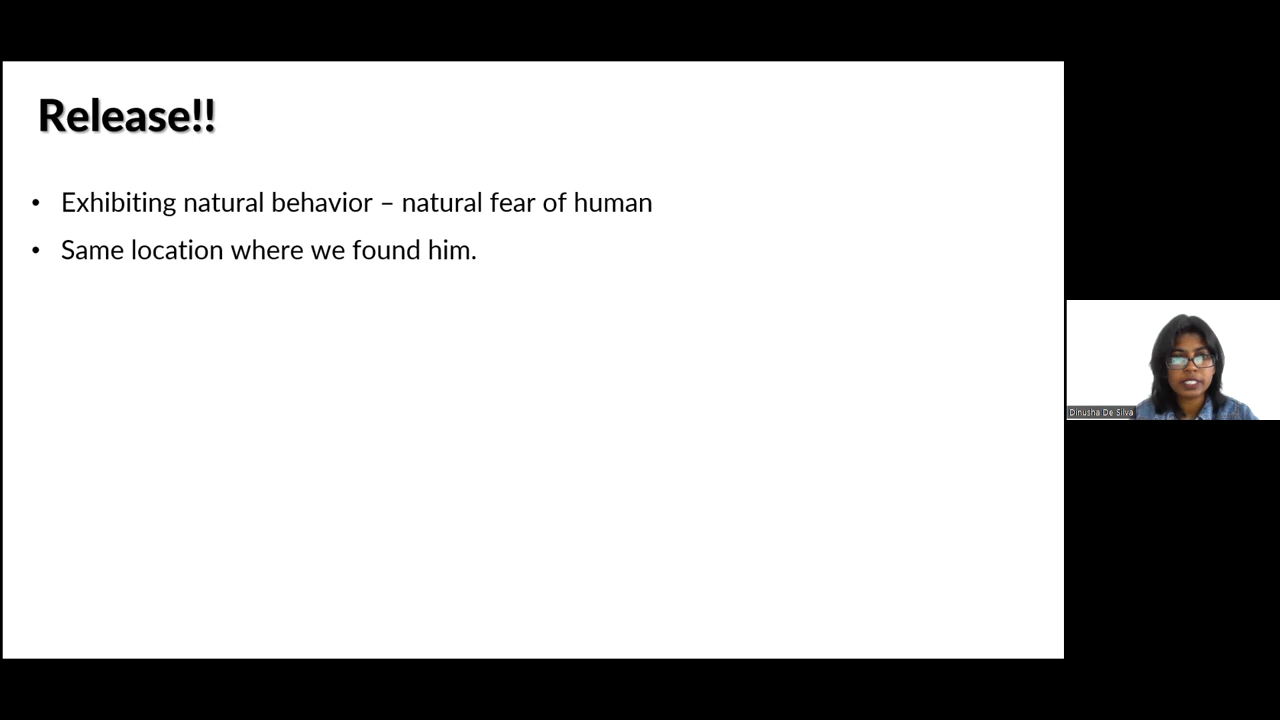 Release!!
• Exhibiting natural behavior – natural fear of human
• Same location where we found him.
Dinusha De Silva